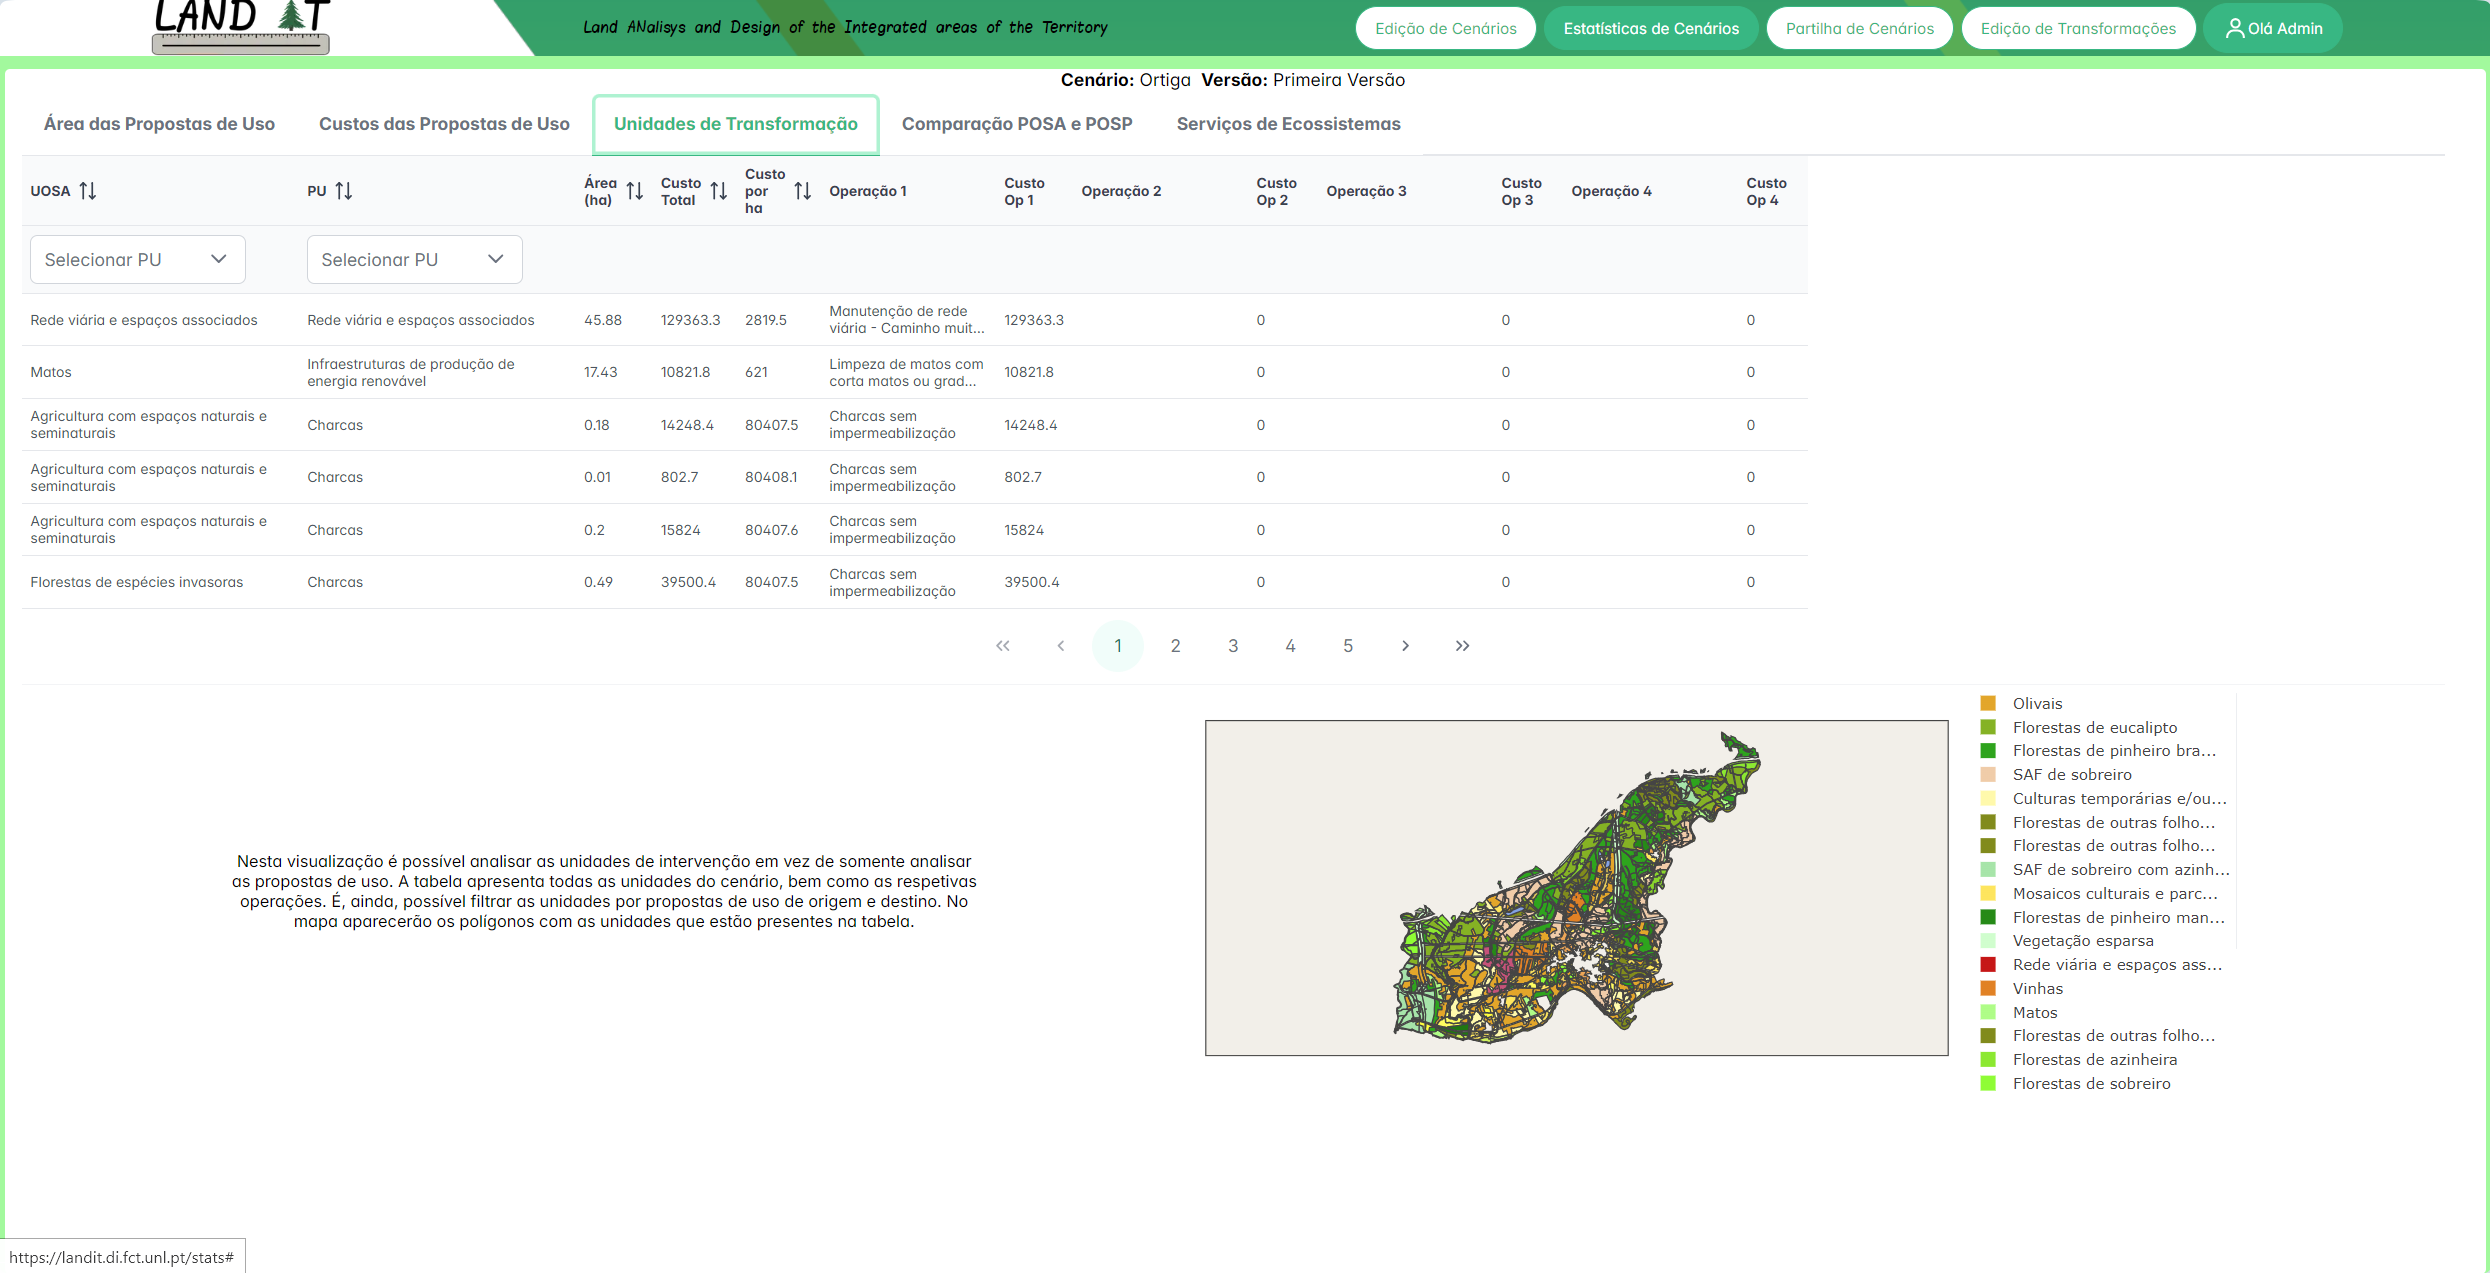 LAND T
Land ANalisys and Design of the Integrated areas of the Territory
Edição de Cenários
Estatísticas de Cenários
Partilha de Cenários
Edição de Transformações
Olá Admin
Cenário: Ortiga Versão: Primeira Versão
Área das Propostas de Uso
Custos das Propostas de Uso
Unidades de Transformação
Comparação POSA e POSP
Serviços de Ecossistemas
UOSA
PU
Área
(ha)
Custo
Total
Custo
por
ha
Operação 1
Custo
Op 1
Operação 2
Custo
Op 2
Operação 3
Custo
Op 3
Operação 4
Custo
Op 4
Selecionar PU
Selecionar PU
Rede viária e espaços associados
Rede viária e espaços associados
45.88
129363.3
2819.5
Manutenção de rede
viária - Caminho muit...
129363.3
0
0
0
Matos
Infraestruturas de produção de
energia renovável
17.43
10821.8
621
Limpeza de matos com
corta matos ou grad...
10821.8
0
0
0
Agricultura com espaços naturais e
seminaturais
Charcas
0.18
14248.4
80407.5
Charcas sem
impermeabilização
14248.4
0
0
0
Agricultura com espaços naturais e
seminaturais
Charcas
0.01
802.7
80408.1
Charcas sem
impermeabilização
802.7
0
0
0
Agricultura com espaços naturais e
seminaturais
Charcas
0.2
15824
80407.6
Charcas sem
impermeabilização
15824
0
0
0
Florestas de espécies invasoras
Charcas
0.49
39500.4
80407.5
Charcas sem
impermeabilização
39500.4
0
0
0
1 2 3 4 5
Nesta visualização é possível analisar as unidades de intervenção em vez de somente analisar
as propostas de uso. A tabela apresenta todas as unidades do cenário, bem como as respetivas
operações. É, ainda, possível filtrar as unidades por propostas de uso de origem e destino. No
mapa aparecerão os polígonos com as unidades que estão presentes na tabela.
Olivais
Florestas de eucalipto
Florestas de pinheiro bra...
SAF de sobreiro
Culturas temporárias e/ou...
Florestas de outras folho...
Florestas de outras folho...
SAF de sobreiro com azinh...
Mosaicos culturais e parc...
Florestas de pinheiro man...
Vegetação esparsa
Rede viária e espaços ass...
Vinhas
Matos
Florestas de outras folho...
Florestas de azinheira
Florestas de sobreiro
https://landit.di.fct.unl.pt/stats#